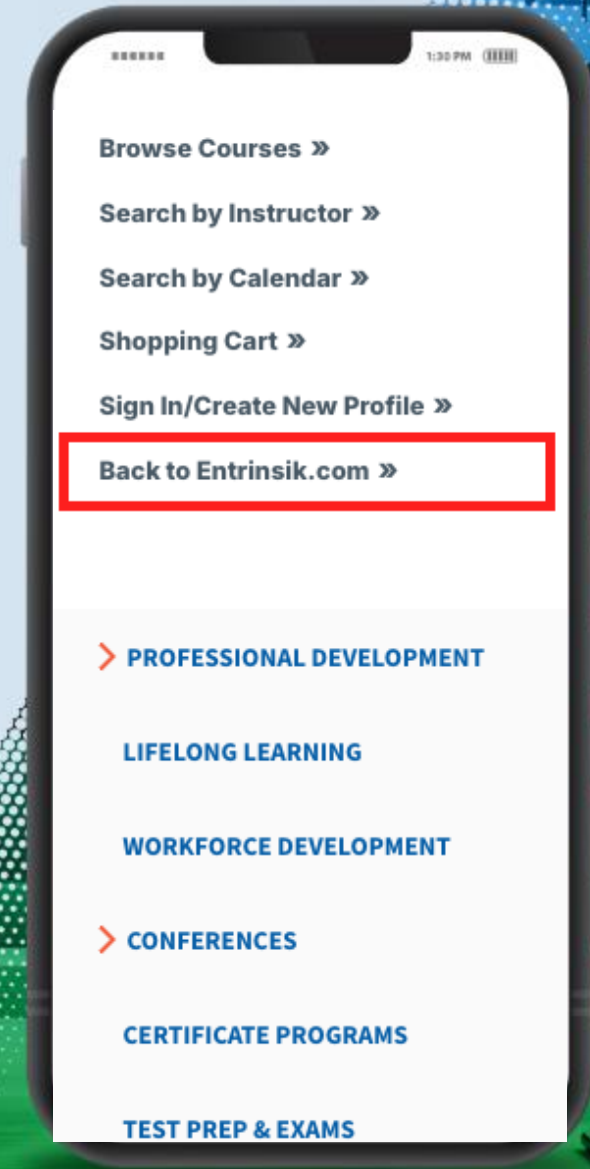 1:30 PM
Browse Courses »
Search by Instructor »
Search by Calendar »
Shopping Cart »
Sign In/Create New Profile »
Back to Entrinsik.com »
PROFESSIONAL DEVELOPMENT
LIFELONG LEARNING
WORKFORCE DEVELOPMENT
CONFERENCES
CERTIFICATE PROGRAMS
TEST PREP & EXAMS